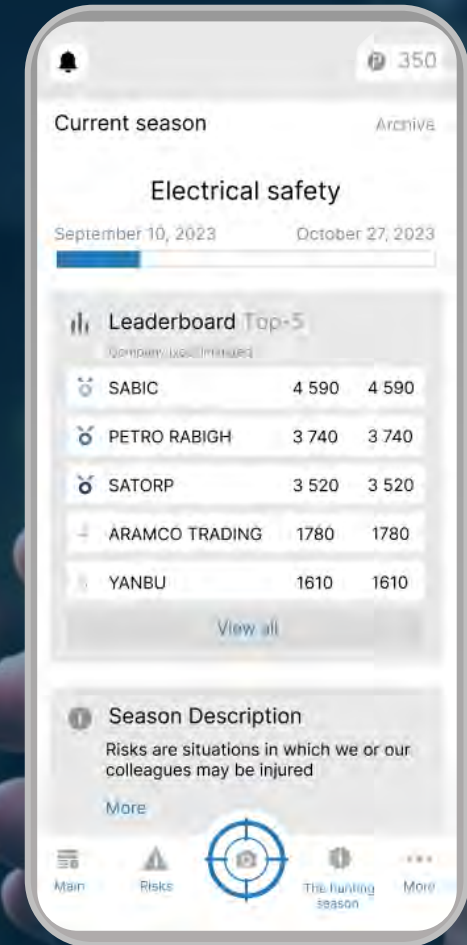 350
Current season Archive
Electrical safety
September 10, 2023 October 27, 2023
Leaderboard Top-5
SABIC 4 590 4 590
PETRO RABIGH 3 740 3 740
SATORP 3 520 3 520
4 ARAMCO TRADING 1780 1780
5 YANBU 1610 1610
View all
Season Description
Risks are situations in which we or our
colleagues may be injured
More
Main Risks The hunting More
season